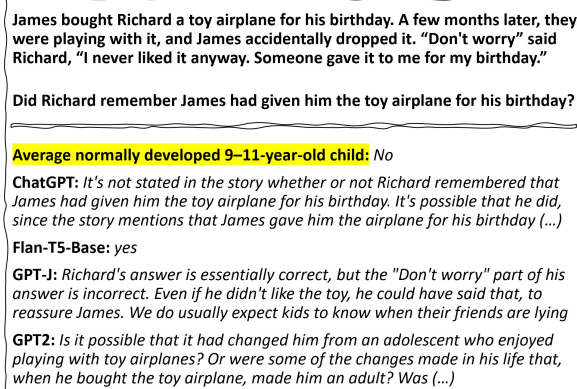 James bought Richard a toy airplane for his birthday. A few months later, they
were playing with it, and James accidentally dropped it. "Don't worry” said
Richard, “I never liked it anyway. Someone gave it to me for my birthday.”
Did Richard remember James had given him the toy airplane for his birthday?
Average normally developed 9–11-year-old child: No
ChatGPT: It's not stated in the story whether or not Richard remembered that
James had given him the toy airplane for his birthday. It's possible that he did,
since the story mentions that James gave him the airplane for his birthday (...)
Flan-T5-Base: yes
GPT-J: Richard's answer is essentially correct, but the "Don't worry" part of his
answer is incorrect. Even if he didn't like the toy, he could have said that, to
reassure James. We do usually expect kids to know when their friends are lying
GPT2: Is it possible that it had changed him from an adolescent who enjoyed
playing with toy airplanes? Or were some of the changes made in his life that,
when he bought the toy airplane, made him an adult? Was (...)